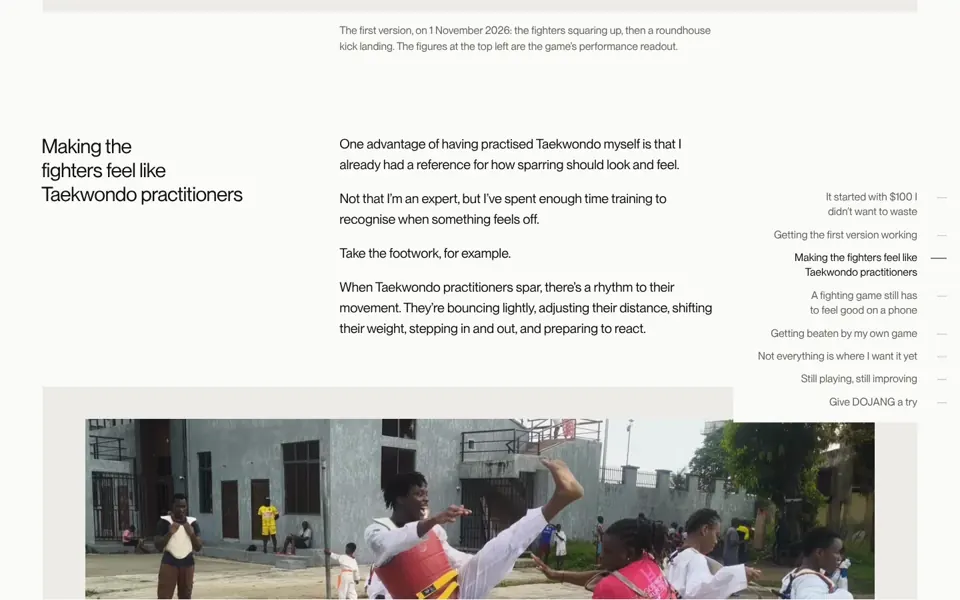 The first version, on 1 November 2026: the fighters squaring up, then a roundhouse
kick landing. The figures at the top left are the game's performance readout.
Making the
fighters feel like
Taekwondo practitioners
One advantage of having practised Taekwondo myself is that I
already had a reference for how sparring should look and feel.
Not that I'm an expert, but I've spent enough time training to
recognise when something feels off.
Take the footwork, for example.
When Taekwondo practitioners spar, there's a rhythm to their
movement. They're bouncing lightly, adjusting their distance, shifting
their weight, stepping in and out, and preparing to react.
It started with $100 I
didn't want to waste
Getting the first version working
Making the fighters feel like
Taekwondo practitioners
A fighting game still has
to feel good on a phone
Getting beaten by my own game
Not everything is where I want it yet
Still playing, still improving
Give DOJANG a try